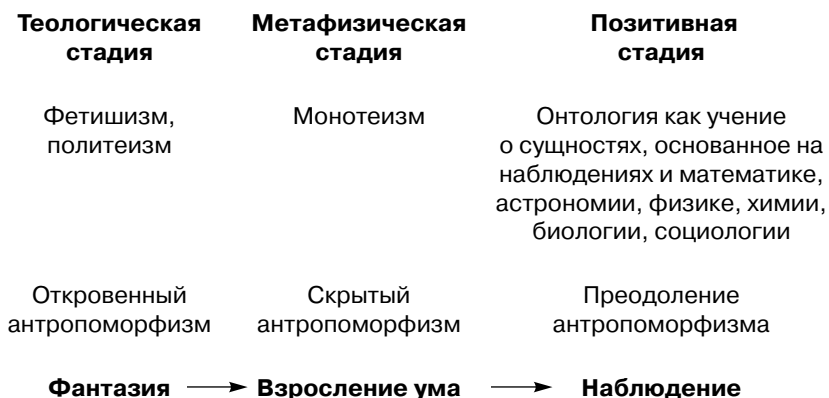 Теологическая стадия
Метафизическая стадия
Позитивная стадия
Фетишизм,
политеизм
Монотеизм
Онтология как учение
о сущностях, основанное на
наблюдениях и математике,
астрономии, физике, химии,
биологии, социологии
Откровенный
антропоморфизм
Скрытый
антропоморфизм
Преодоление
антропоморфизма
Фантазия
Взросление ума
Наблюдение